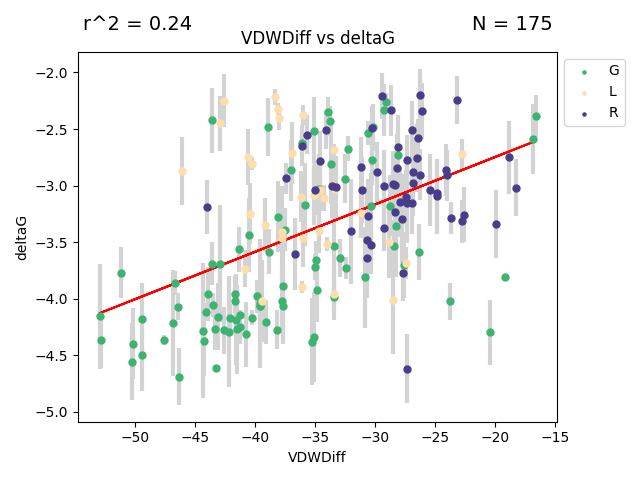 r^2 = 0.24
N = 175
VDWDiff vs deltaG
G
L
R
deltaG
−2.0
−2.5
−3.0
−3.5
−4.0
−4.5
−5.0
−50 −45 −40 −35 −30 −25 −20 −15
VDWDiff